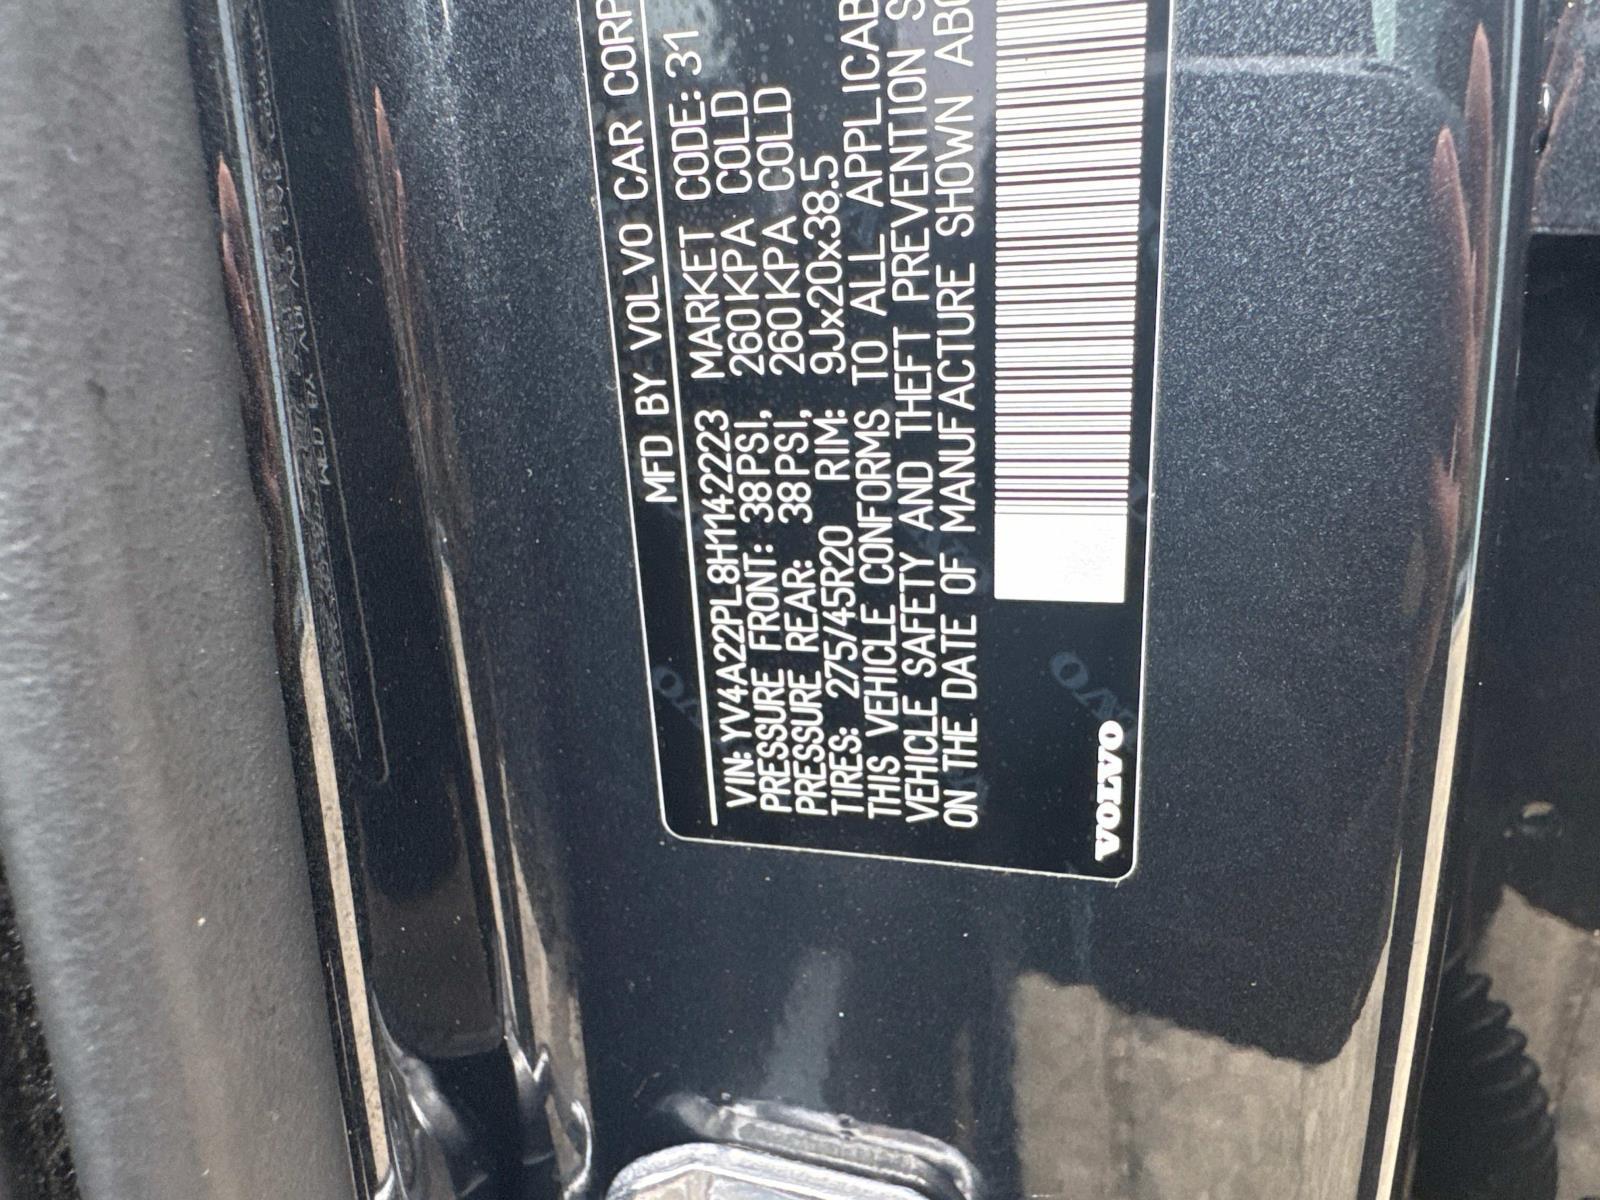 MFD BY VOLVO CAR CORP
VIN: YV4A22PL8H1142223 MARKET CODE: 31
PRESSURE FRONT: 38PSI, 260KPA COLD
PRESSURE REAR: 38PSI, 260KPA COLD
TIRES: 275/45R20 RIM: 9Jx20x38.5
THIS VEHICLE CONFORMS TO ALL APPLICAB
VEHICLE SAFETY AND THEFT PREVENTION S
ON THE DATE OF MANUFACTURE SHOWN ABO
VOLVO